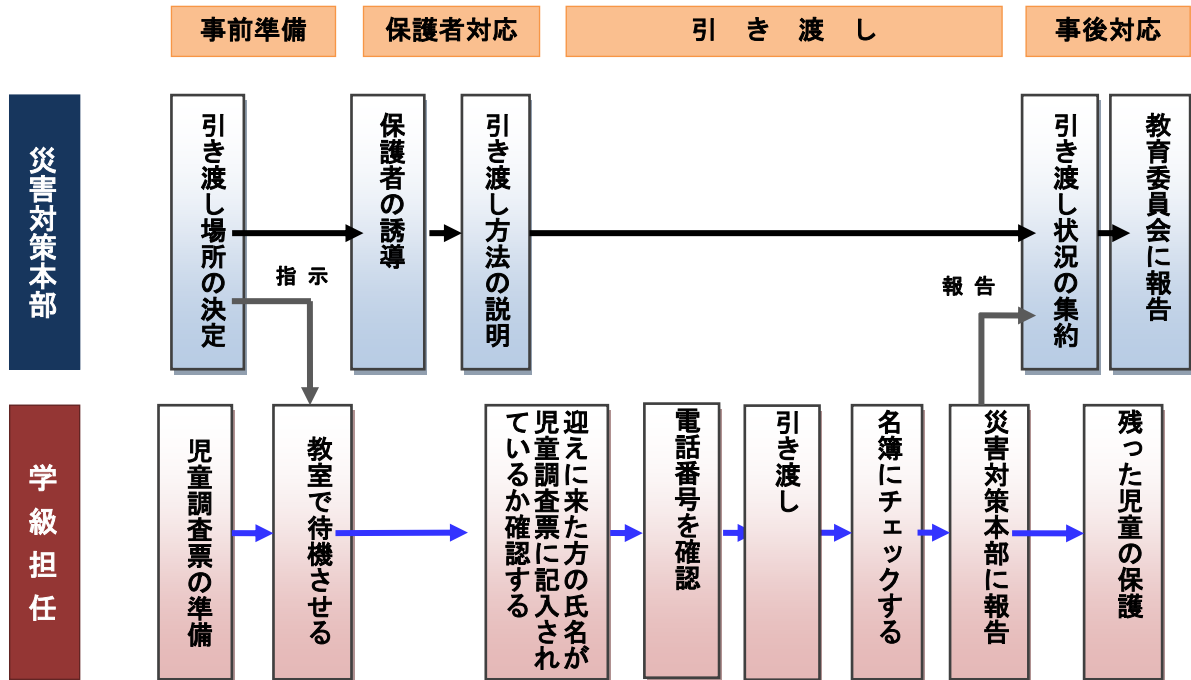 事前準備
保護者対応
引き渡し
事後対応
災害対策本部
引き渡し場所の決定
保護者の誘導
引き渡し方法の説明
引き渡し状況の集約
教育委員会に報告
指示
報告
学級担任
児童調査票の準備
教室で待機させる
迎えに来た方の氏名が
児童調査票に記入され
ているか確認する
電話番号を確認
引き渡し
名簿にチェックする
災害対策本部に報告
残った児童の保護